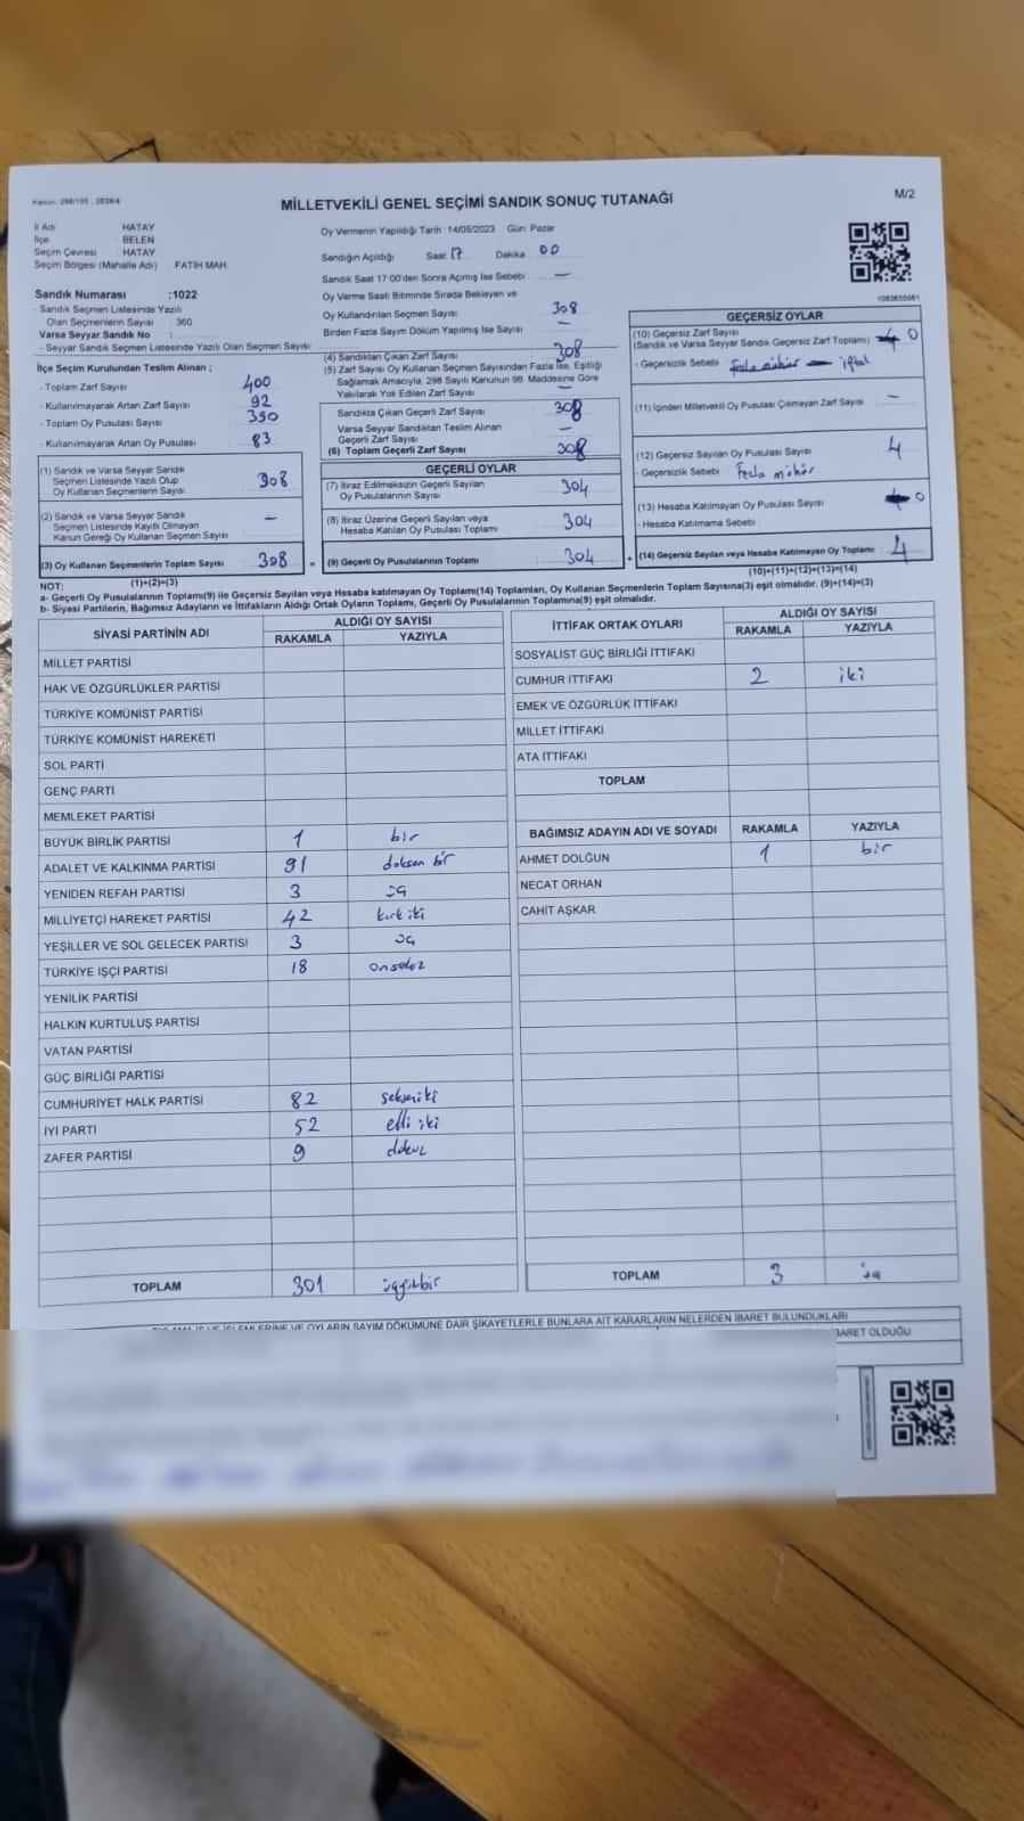 MİLLETVEKİLİ GENEL SEÇİMİ SANDIK SONUÇ TUTANAĞI
M/2
İl Adı HATAY
İlçe BELEN
Seçim Çevresi HATAY
Seçim Bölgesi (Mahalle Adı) FATİH MAH.
Sandık Numarası :1022
Sandık Seçmen Listesinde Yazılı
Olan Seçmenlerin Sayısı 360
Varsa Seyyar Sandık No :
Seyyar Sandık Seçmen Listesinde Yazılı Olan Seçmen Sayısı
İlçe Seçim Kurulundan Teslim Alınan ;
- Toplam Zarf Sayısı 400
- Kullanılmayarak Artan Zarf Sayısı 92
- Toplam Oy Pusulası Sayısı 390
- Kullanılmayarak Artan Oy Pusulası 83
(1) Sandık ve Varsa Seyyar Sandık
Seçmen Listesinde Yazılı Olup
Oy Kullanan Seçmenlerin Sayısı 308
(2) Sandık ve Varsa Seyyar Sandık
Seçmen Listesinde Kayıtlı Olmayan
Kanun Gereği Oy Kullanan Seçmen Sayısı -
(3) Oy Kullanan Seçmenlerin Toplam Sayısı 308
(1)+(2)=(3)
Oy Vermenin Yapıldığı Tarih : 14/05/2023 Gün: Pazar
Sandığın Açıldığı Saat 17 Dakika 00
Sandık Saat 17:00'den Sonra Açılmış İse Sebebi : -
Oy Verme Saati Bitiminde Sırada Bekleyen ve
Oy Kullandırılan Seçmen Sayısı 308
Birden Fazla Sayım Döküm Yapılmış İse Sayısı -
(4) Sandıktan Çıkan Zarf Sayısı 308
(5) Zarf Sayısı Oy Kullanan Seçmen Sayısından Fazla İse, Eşitliği
Sağlamak Amacıyla, 298 Sayılı Kanunun 98. Maddesine Göre
Yakılarak Yok Edilen Zarf Sayısı -
Sandıkta Çıkan Geçerli Zarf Sayısı 308
Varsa Seyyar Sandıktan Teslim Alınan
Geçerli Zarf Sayısı -
(6) Toplam Geçerli Zarf Sayısı 308
GEÇERLİ OYLAR
(7) İtiraz Edilmeksizin Geçerli Sayılan
Oy Pusulalarının Sayısı 304
(8) İtiraz Üzerine Geçerli Sayılan veya
Hesaba Katılan Oy Pusulası Toplamı 304
= (9) Geçerli Oy Pusulalarının Toplamı 304
GEÇERSİZ OYLAR
(10) Geçersiz Zarf Sayısı
(Sandık ve Varsa Seyyar Sandık Geçersiz Zarf Toplamı) 0
- Geçersizlik Sebebi iptal
(11) İçinden Milletvekili Oy Pusulası Çıkmayan Zarf Sayısı -
(12) Geçersiz Sayılan Oy Pusulası Sayısı 4
- Geçersizlik Sebebi Fazla mühür
(13) Hesaba Katılmayan Oy Pusulası Sayısı 0
- Hesaba Katılmama Sebebi
+ (14) Geçersiz Sayılan veya Hesaba Katılmayan Oy Toplamı 4
(10)+(11)+(12)+(13)=(14)
NOT:
a- Geçerli Oy Pusulalarının Toplamı(9) ile Geçersiz Sayılan veya Hesaba katılmayan Oy Toplamı(14) Toplamları, Oy Kullanan Seçmenlerin Toplam Sayısına(3) eşit olmalıdır. (9)+(14)=(3)
b- Siyasi Partilerin, Bağımsız Adayların ve İttifakların Aldığı Ortak Oyların Toplamı, Geçerli Oy Pusulalarının Toplamına(9) eşit olmalıdır.
SİYASİ PARTİNİN ADI ALDIĞI OY SAYISI
RAKAMLA YAZIYLA
MİLLET PARTİSİ
HAK VE ÖZGÜRLÜKLER PARTİSİ
TÜRKİYE KOMÜNİST PARTİSİ
TÜRKİYE KOMÜNİST HAREKETİ
SOL PARTİ
GENÇ PARTİ
MEMLEKET PARTİSİ
BÜYÜK BİRLİK PARTİSİ 1 bir
ADALET VE KALKINMA PARTİSİ 91 doksan bir
YENİDEN REFAH PARTİSİ 3 üç
MİLLİYETÇİ HAREKET PARTİSİ 42 kırk iki
YEŞİLLER VE SOL GELECEK PARTİSİ 3 üç
TÜRKİYE İŞÇİ PARTİSİ 18 onsekiz
YENİLİK PARTİSİ
HALKIN KURTULUŞ PARTİSİ
VATAN PARTİSİ
GÜÇ BİRLİĞİ PARTİSİ
CUMHURİYET HALK PARTİSİ 82 sekseniki
İYİ PARTİ 52 elli iki
ZAFER PARTİSİ 9 dokuz
TOPLAM 301 üçyüzbir
İTTİFAK ORTAK OYLARI ALDIĞI OY SAYISI
RAKAMLA YAZIYLA
SOSYALİST GÜÇ BİRLİĞİ İTTİFAKI
CUMHUR İTTİFAKI 2 iki
EMEK VE ÖZGÜRLÜK İTTİFAKI
MİLLET İTTİFAKI
ATA İTTİFAKI
TOPLAM
BAĞIMSIZ ADAYIN ADI VE SOYADI RAKAMLA YAZIYLA
AHMET DOLĞUN 1 bir
NECAT ORHAN
CAHİT AŞKAR
TOPLAM 3 üç
İŞLEMLERİNE VE OYLARIN SAYIM DÖKÜMÜNE DAİR ŞİKAYETLERLE BUNLARA AİT KARARLARIN NELERDEN İBARET BULUNDUKLARI
İBARET OLDUĞU